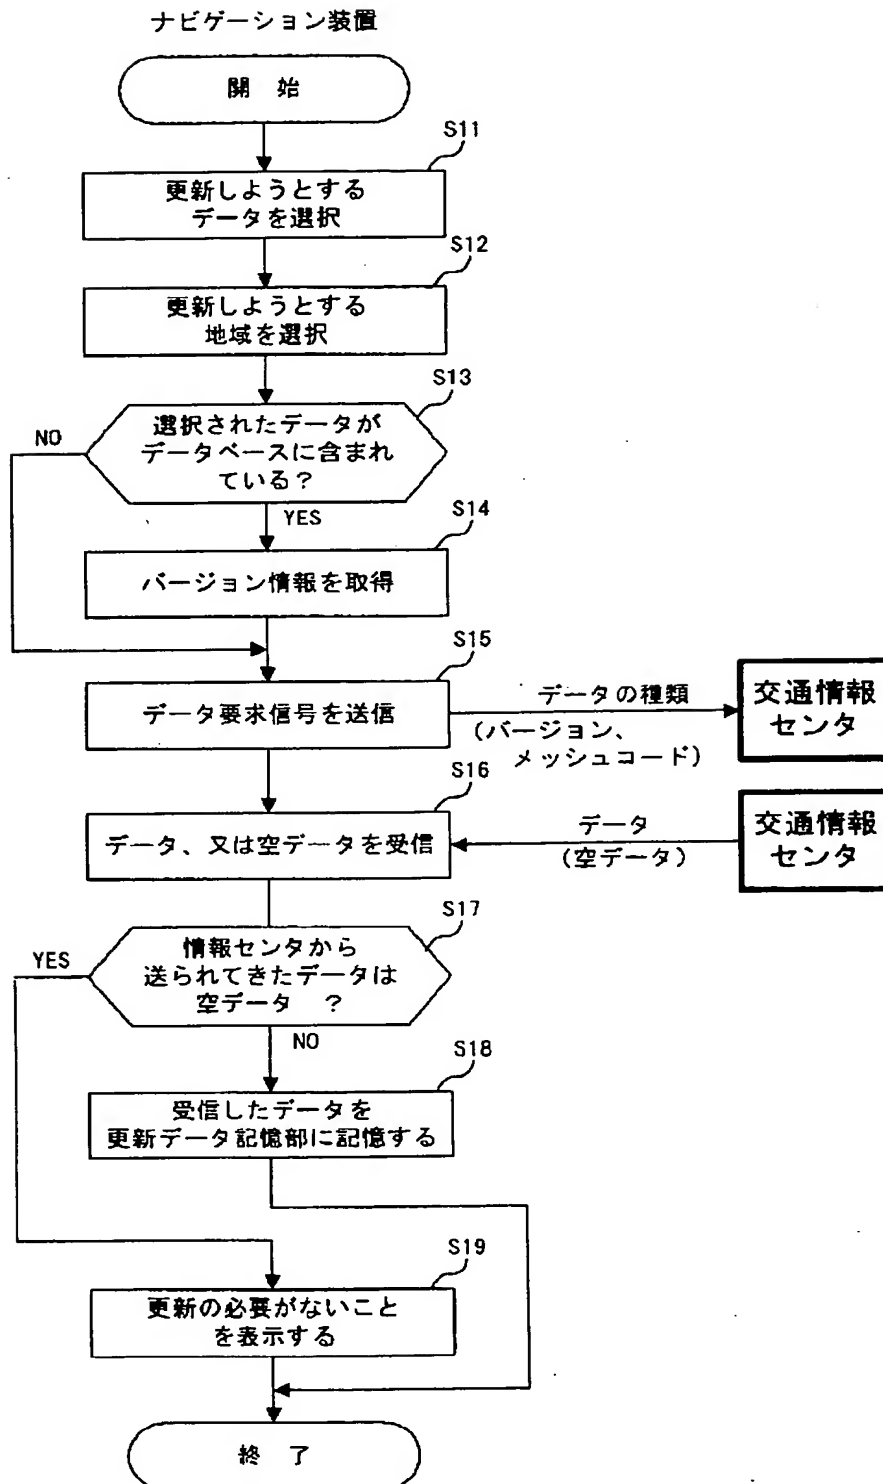 ナビゲーション装置
開 始
S11
更新しようとする
データを選択
S12
更新しようとする
地域を選択
S13
選択されたデータが
データベースに含まれ
ている?
NO
YES
S14
バージョン情報を取得
S15
データ要求信号を送信
データの種類
(バージョン、
メッシュコード)
交通情報
センタ
S16
データ、又は空データを受信
データ
(空データ)
交通情報
センタ
S17
情報センタから
送られてきたデータは
空データ ?
YES
NO
S18
受信したデータを
更新データ記憶部に記憶する
S19
更新の必要がないこと
を表示する
終 了